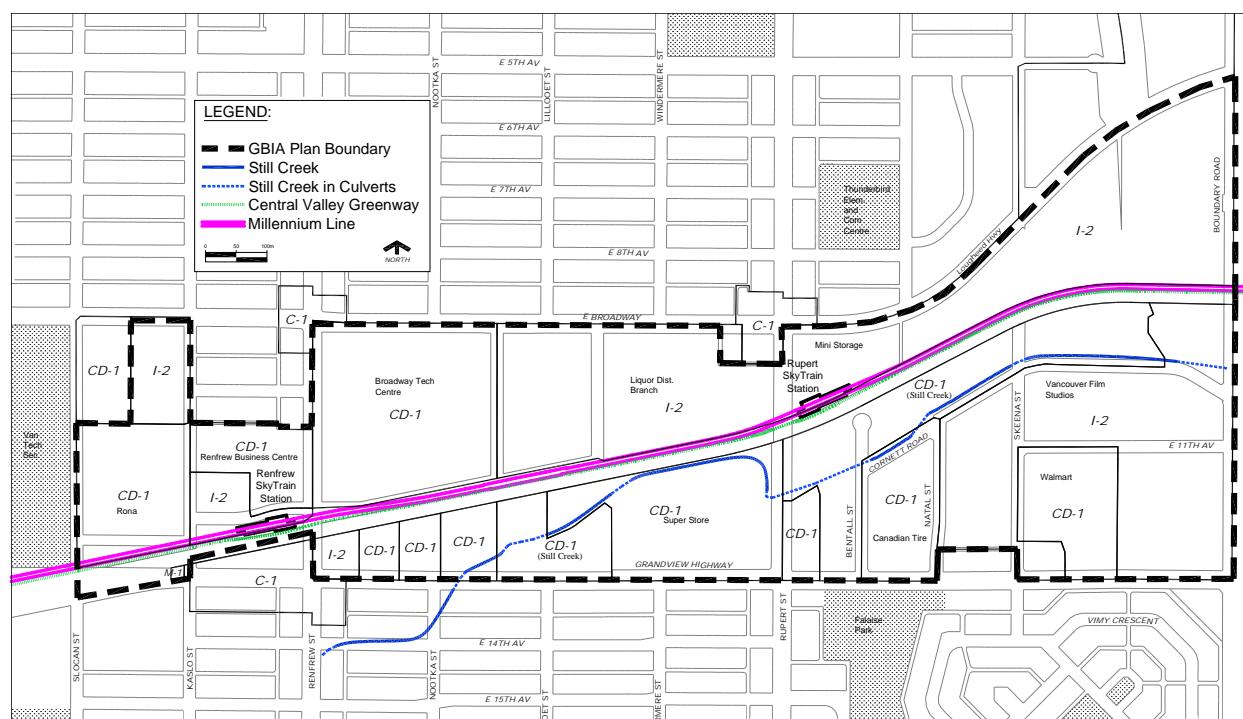 E 5TH AV
NOOTKA ST
LILLOOET ST
WINDERMERE ST
LEGEND:
GBIA Plan Boundary
Still Creek
Still Creek in Culverts
Central Valley Greenway
Millennium Line
0 50 100m
NORTH
E 6TH AV
E 7TH AV
E 8TH AV
Thunderbird
Elem.
and
Com
Centre
Lougheed Hwy
BOUNDARY ROAD
I-2
C-1
E BROADWAY
C-1
Mini Storage
CD-1
I-2
Rupert
SkyTrain
Station
Broadway Tech
Centre
CD-1
Liquor Dist.
Branch
I-2
CD-1
(Still Creek)
Vancouver Film
Studios
I-2
SKEENA ST
E 11TH AV
Van
Tech
Sec.
CD-1
Renfrew Business Centre
Renfrew
SkyTrain
Station
I-2
CD-1
Rona
CORNETT ROAD
Walmart
CD-1
CD-1
Canadian Tire
NATAL ST
BENTALL ST
CD-1
Super Store
CD-1
I-2
CD-1
CD-1
CD-1
CD-1
(Still Creek)
GRANDVIEW HIGHWAY
M-1
C-1
SLOCAN ST
KASLO ST
RENFREW ST
NOOTKA ST
E 14TH AV
E 15TH AV
OET ST
MERE ST
RUPERT ST
Falaise
Park
VIMY CRESCENT